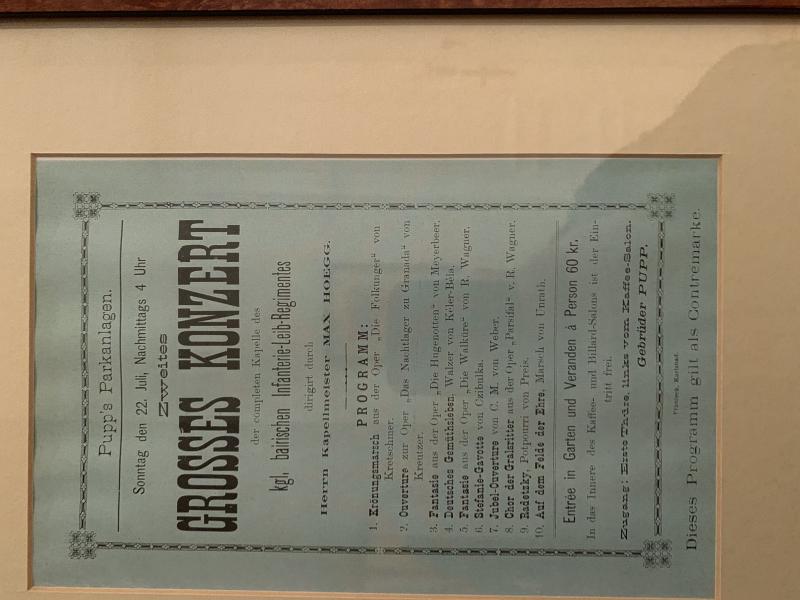 Pupp's Parkanlagen.
Sonntag den 22. Juli, Nachmittags 4 Uhr
Zweites
GROSSES KONZERT
der completen Kapelle des
kgl. bairischen Infanterie-Leib-Regimentes
dirigirt durch
Herrn Kapellmeister MAX HOEGG.
PROGRAMM:
1. Krönungsmarsch aus der Oper „Die Folkunger“ von
Kretschmer.
2. Ouverture zur Oper „Das Nachtlager zu Granada“ von
Kreutzer.
3. Fantasie aus der Oper „Die Hugenotten“ von Meyerbeer.
4. Deutsches Gemüthsleben, Walzer von Kéler-Béla.
5. Fantasie aus der Oper „Die Walküre“ von R. Wagner.
6. Stefanie-Gavotte von Czibulka.
7. Jubel-Ouverture von C. M. von Weber.
8. Chor der Gralsritter aus der Oper „Parsifal“ v. R. Wagner.
9. Radetzky, Potpourri von Preis.
10. Auf dem Felde der Ehre, Marsch von Unrath.
Entrée in Garten und Veranden à Person 60 kr.
In das Innere des Kaffee- und Billard-Salons ist der Ein-
tritt frei.
Zugang: Erste Thüre links vom Kaffee-Salon.
Gebrüder PUPP.
Karlsbad.
Dieses Programm gilt als Contremarke.